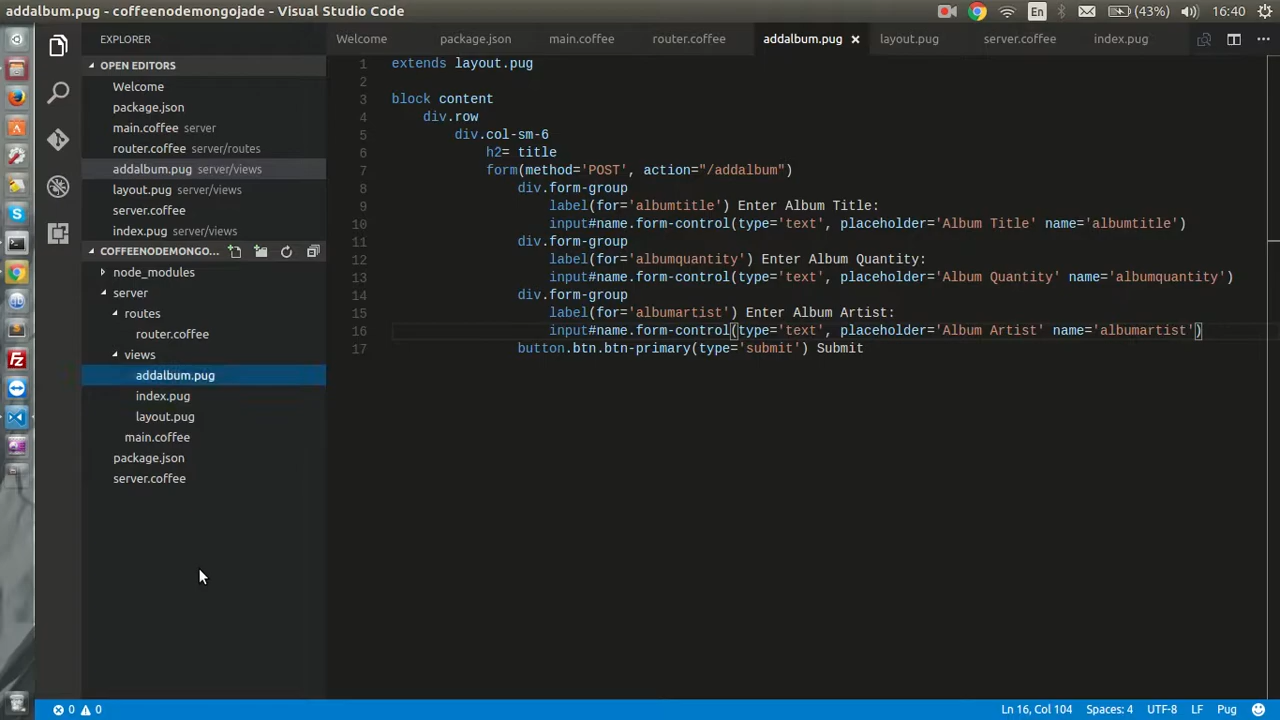 addalbum.pug - coffeenodemongojade - Visual Studio Code
En
(43%)
16:40
EXPLORER
OPEN EDITORS
Welcome
package.json
main.coffee server
router.coffee server/routes
addalbum.pug server/views
layout.pug server/views
server.coffee
index.pug server/views
COFFEENODEMONGO...
node_modules
server
routes
router.coffee
views
addalbum.pug
index.pug
layout.pug
main.coffee
package.json
server.coffee
Welcome package.json main.coffee router.coffee addalbum.pug layout.pug server.coffee index.pug
1 extends layout.pug
2
3 block content
4 div.row
5 div.col-sm-6
6 h2= title
7 form(method='POST', action="/addalbum")
8 div.form-group
9 label(for='albumtitle') Enter Album Title:
10 input#name.form-control(type='text', placeholder='Album Title' name='albumtitle')
11 div.form-group
12 label(for='albumquantity') Enter Album Quantity:
13 input#name.form-control(type='text', placeholder='Album Quantity' name='albumquantity')
14 div.form-group
15 label(for='albumartist') Enter Album Artist:
16 input#name.form-control(type='text', placeholder='Album Artist' name='albumartist')
17 button.btn.btn-primary(type='submit') Submit
0 0
Ln 16, Col 104 Spaces: 4 UTF-8 LF Pug